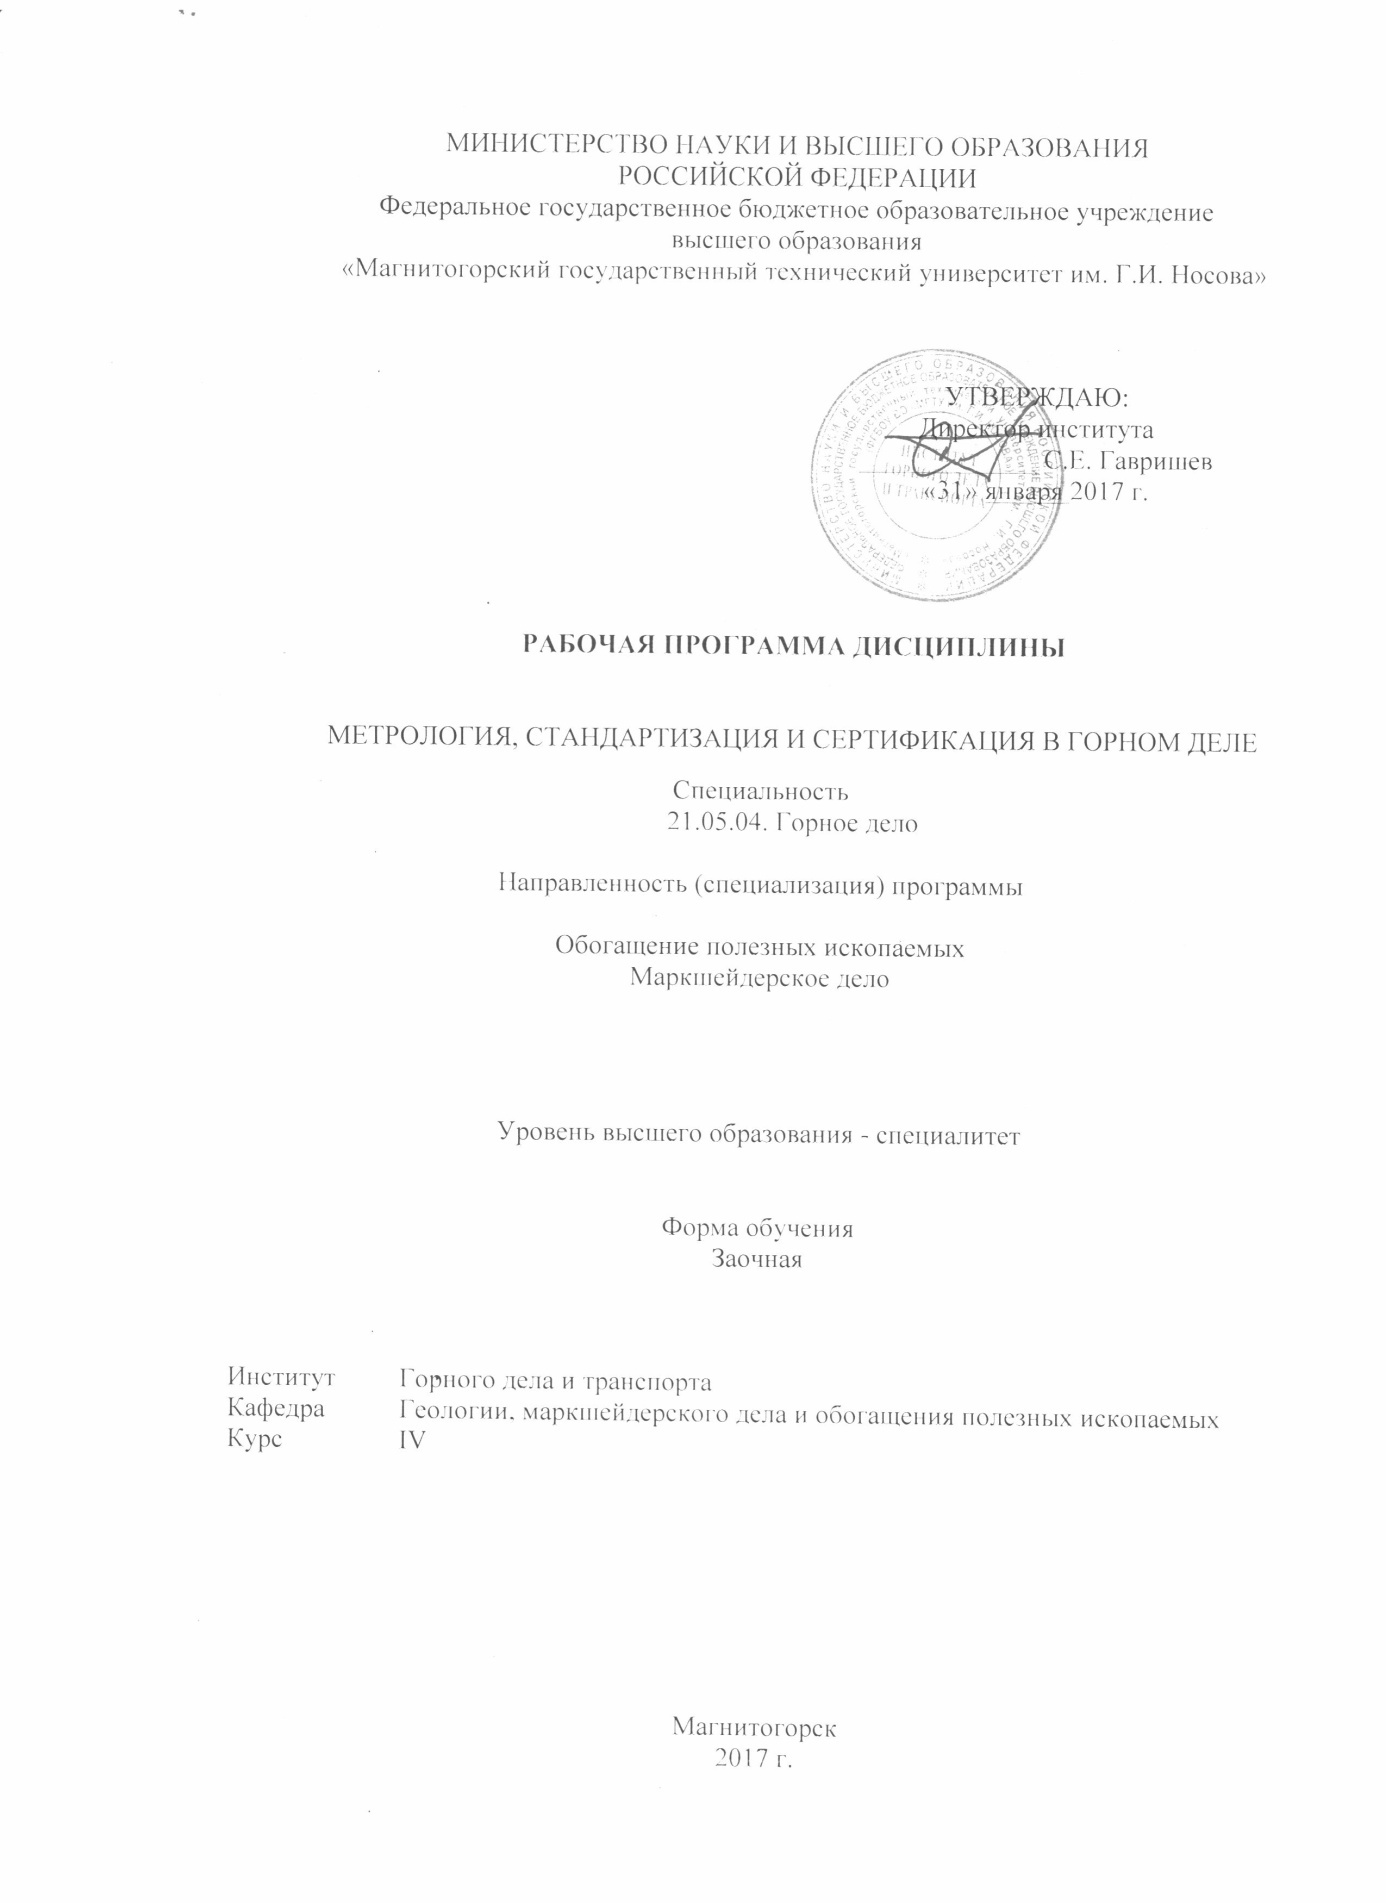 МИНИСТЕРСТВО НАУКИ И ВЫСШЕГО ОБРАЗОВАНИЯ
РОССИЙСКОЙ ФЕДЕРАЦИИ
Федеральное государственное бюджетное образовательное учреждение
высшего образования
«Магнитогорский государственный технический университет им. Г.И. Носова»
УТВЕРЖДАЮ:
Директор института
С.Е. Гавришев
«31» января 2017 г.
РАБОЧАЯ ПРОГРАММА ДИСЦИПЛИНЫ
МЕТРОЛОГИЯ, СТАНДАРТИЗАЦИЯ И СЕРТИФИКАЦИЯ В ГОРНОМ ДЕЛЕ
Специальность
21.05.04. Горное дело
Направленность (специализация) программы
Обогащение полезных ископаемых
Маркшейдерское дело
Уровень высшего образования - специалитет
Форма обучения
Заочная
Институт Горного дела и транспорта
Кафедра Геологии, маркшейдерского дела и обогащения полезных ископаемых
Курс IV
Магнитогорск
2017 г.